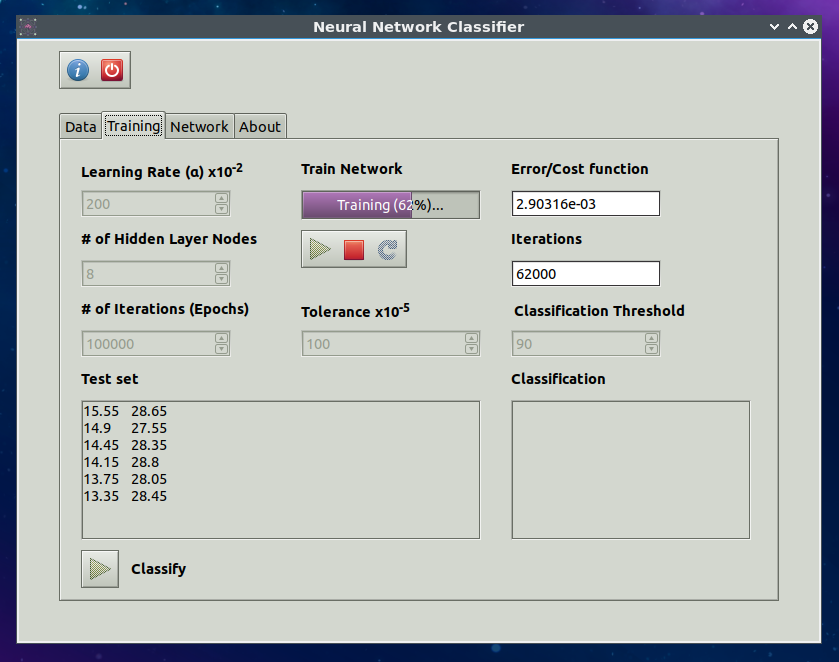 Neural Network Classifier
Data Training Network About
Learning Rate (α) x10⁻²
Train Network
Error/Cost function
200
Training (62%)...
2.90316e-03
# of Hidden Layer Nodes
Iterations
8
62000
# of Iterations (Epochs)
Tolerance x10⁻⁵
Classification Threshold
100000
100
90
Test set
Classification
15.55 28.65
14.9 27.55
14.45 28.35
14.15 28.8
13.75 28.05
13.35 28.45
Classify